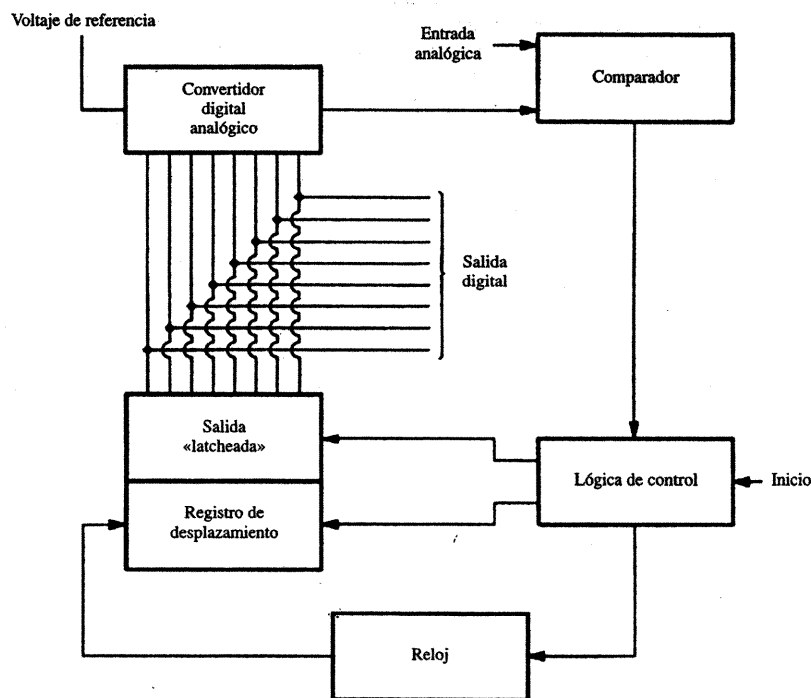 Voltaje de referencia
Entrada
analógica
Convertidor
digital
analógico
Comparador
Salida
digital
Salida
«latcheada»
Lógica de control
Inicio
Registro de
desplazamiento
Reloj